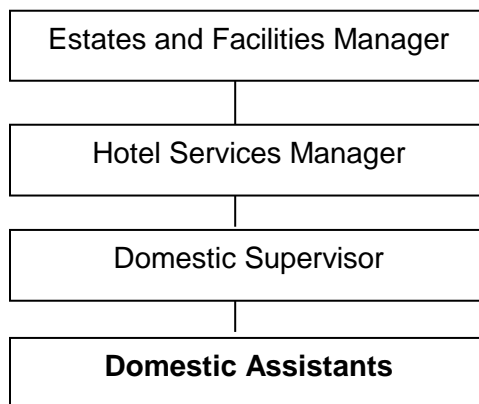 Estates and Facilities Manager
Hotel Services Manager
Domestic Supervisor
Domestic Assistants